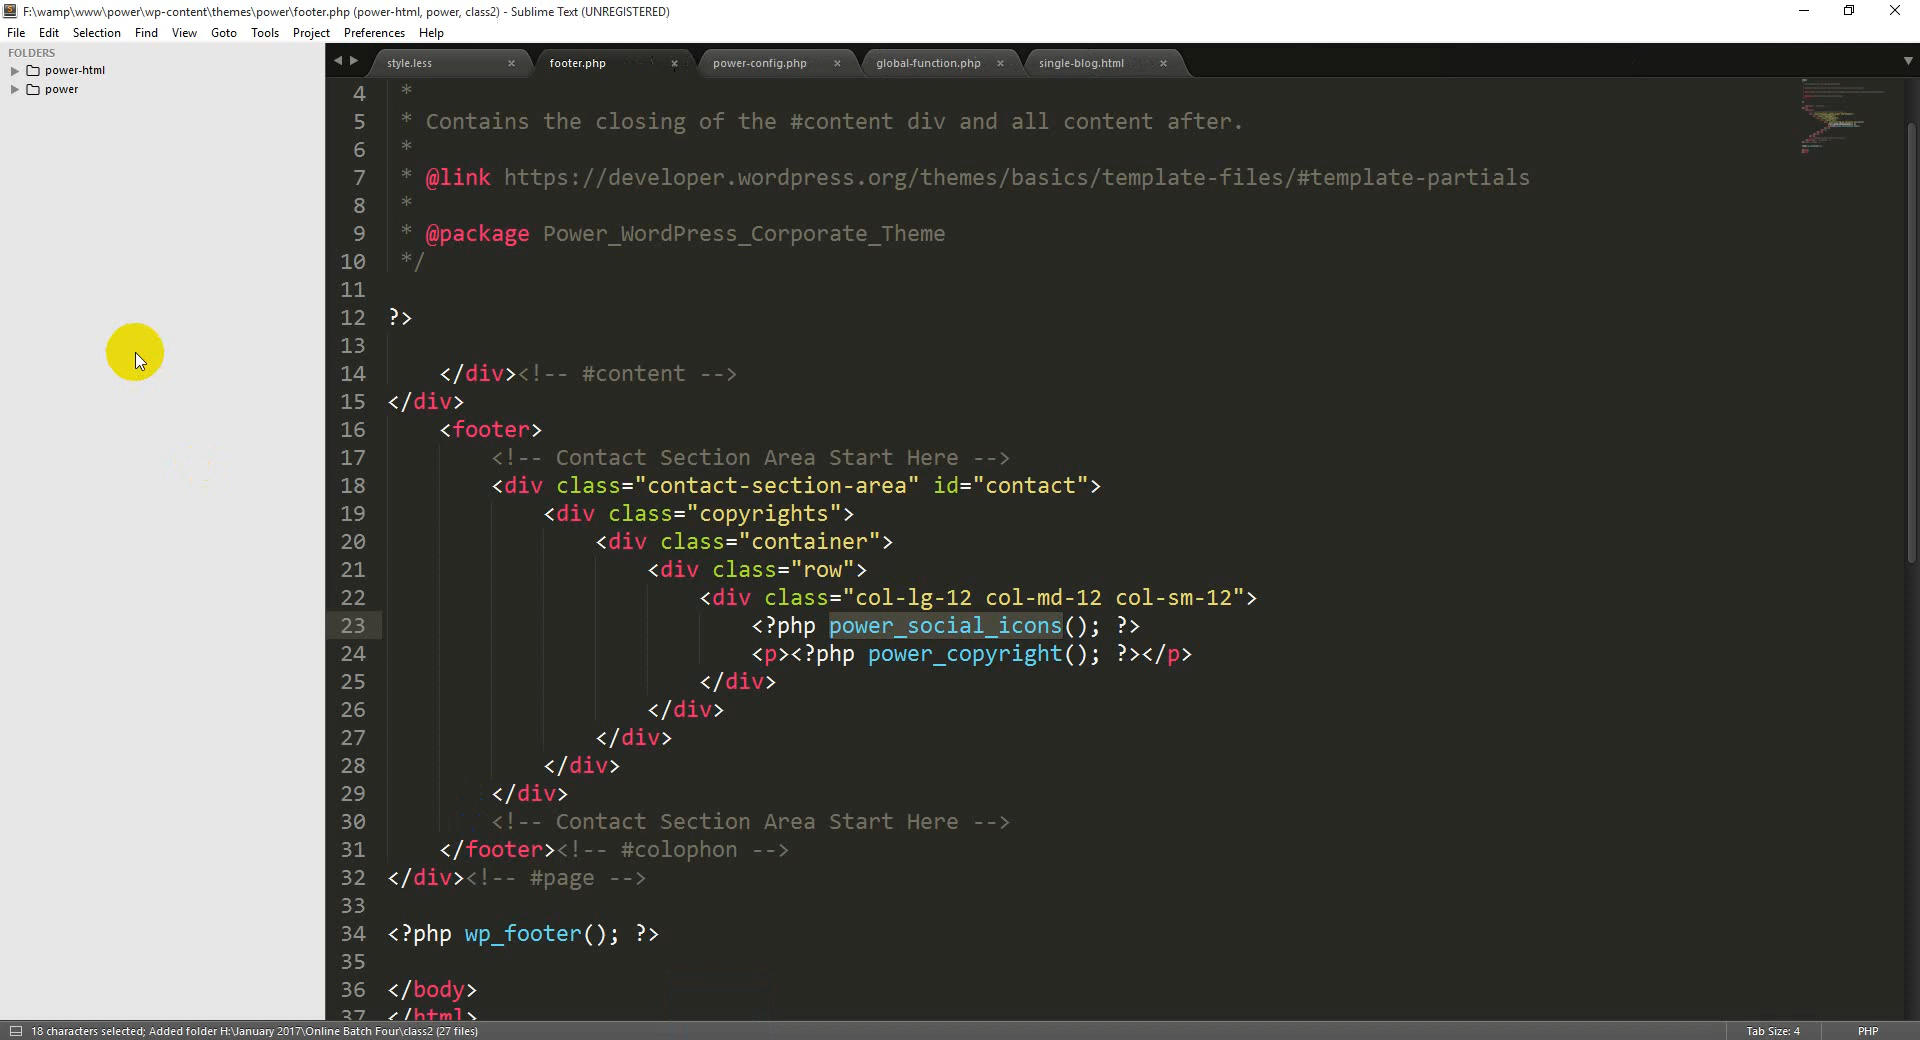 F:\wamp\www\power\wp-content\themes\power\footer.php (power-html, power, class2) - Sublime Text (UNREGISTERED)
File Edit Selection Find View Goto Tools Project Preferences Help
FOLDERS
power-html
power
style.less × footer.php × power-config.php × global-function.php × single-blog.html ×
4 *
5 * Contains the closing of the #content div and all content after.
6 *
7 * @link https://developer.wordpress.org/themes/basics/template-files/#template-partials
8 *
9 * @package Power_WordPress_Corporate_Theme
10 */
11
12 ?>
13
14 </div><!-- #content -->
15 </div>
16 <footer>
17 <!-- Contact Section Area Start Here -->
18 <div class="contact-section-area" id="contact">
19 <div class="copyrights">
20 <div class="container">
21 <div class="row">
22 <div class="col-lg-12 col-md-12 col-sm-12">
23 <?php power_social_icons(); ?>
24 <p><?php power_copyright(); ?></p>
25 </div>
26 </div>
27 </div>
28 </div>
29 </div>
30 <!-- Contact Section Area Start Here -->
31 </footer><!-- #colophon -->
32 </div><!-- #page -->
33
34 <?php wp_footer(); ?>
35
36 </body>
37 </html>
18 characters selected; Added folder H:\January 2017\Online Batch Four\class2 (27 files)
Tab Size: 4 PHP